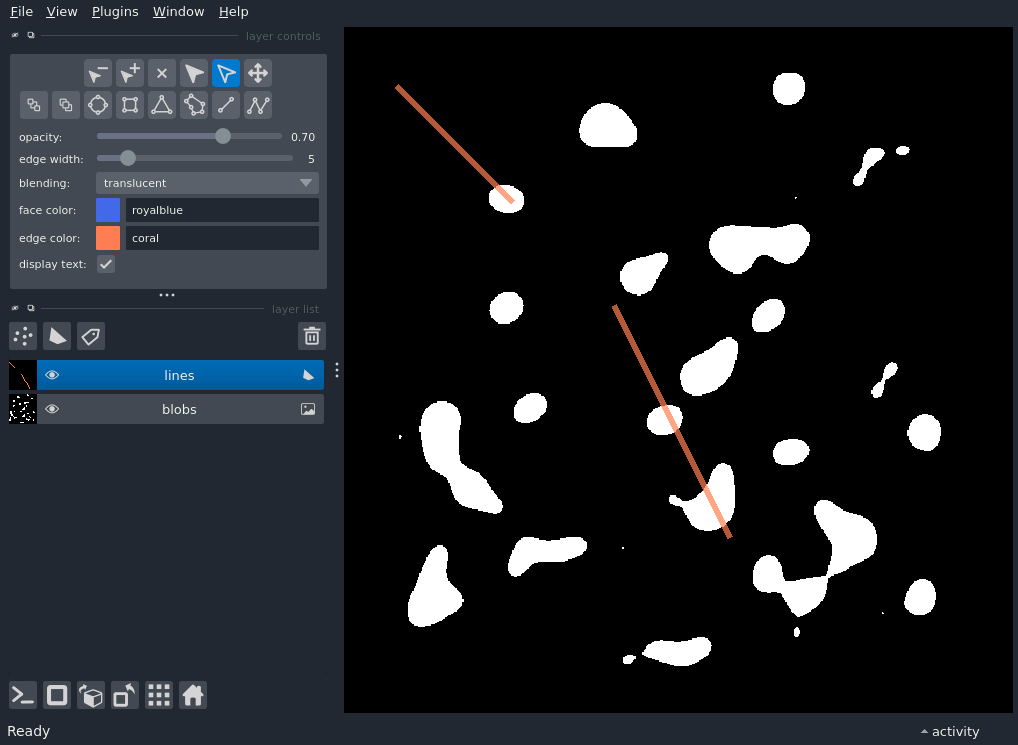 File View Plugins Window Help
layer controls
opacity: 0.70
edge width: 5
blending: translucent
face color: royalblue
edge color: coral
display text:
layer list
lines
blobs
Ready
activity